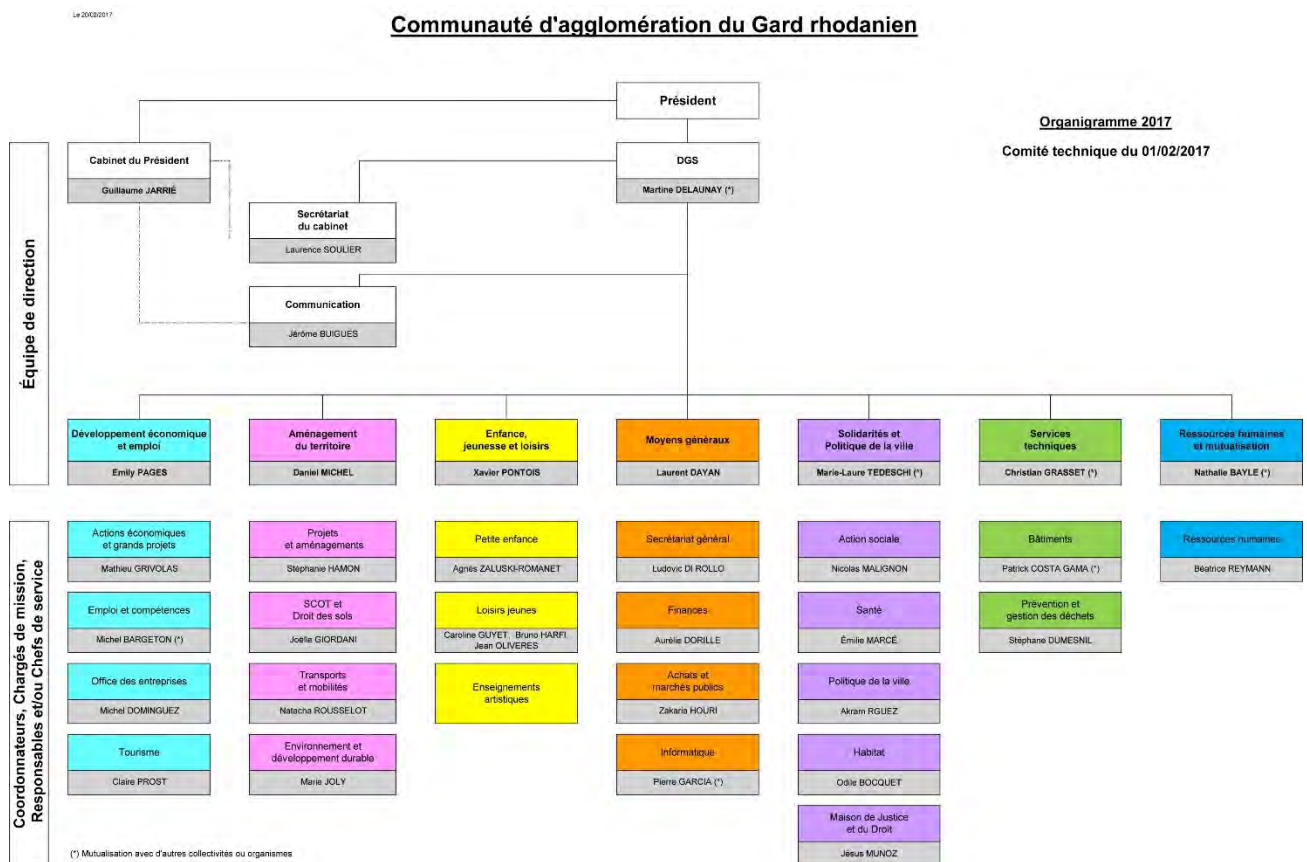 Le 20/02/2017
Communauté d'agglomération du Gard rhodanien
Président
Organigramme 2017
Comité technique du 01/02/2017
Équipe de direction
Cabinet du Président
Guillaume JARRIÉ
DGS
Martine DELAUNAY (*)
Secrétariat
du cabinet
Laurence SOULIER
Communication
Jérôme BUIGUES
Développement économique
et emploi
Emily PAGES
Aménagement
du territoire
Daniel MICHEL
Enfance,
jeunesse et loisirs
Xavier PONTOIS
Moyens généraux
Laurent DAYAN
Solidarités et
Politique de la ville
Marie-Laure TEDESCHI (*)
Services
techniques
Christian GRASSET (*)
Ressources humaines
et mutualisation
Nathalie BAYLE (*)
Coordonnateurs, Chargés de mission,
Responsables et/ou Chefs de service
Actions économiques
et grands projets
Mathieu GRIVOLAS
Emploi et compétences
Michel BARGETON (*)
Office des entreprises
Michel DOMINGUEZ
Tourisme
Claire PROST
Projets
et aménagements
Stéphanie HAMON
SCOT et
Droit des sols
Joëlle GIORDANI
Transports
et mobilités
Natacha ROUSSELOT
Environnement et
développement durable
Marie JOLY
Petite enfance
Agnès ZALUSKI-ROMANET
Loisirs jeunes
Caroline GUYET, Bruno HARFI,
Jean OLIVERES
Enseignements
artistiques
Secrétariat général
Ludovic DI ROLLO
Finances
Aurélie DORILLE
Achats et
marchés publics
Zakaria HOURI
Informatique
Pierre GARCIA (*)
Action sociale
Nicolas MALIGNON
Santé
Émilie MARCÉ
Politique de la ville
Akram RGUEZ
Habitat
Odile BOCQUET
Maison de Justice
et du Droit
Jésus MUNOZ
Bâtiments
Patrick COSTA GAMA (*)
Prévention et
gestion des déchets
Stéphane DUMESNIL
Ressources humaines
Béatrice REYMANN
(*) Mutualisation avec d'autres collectivités ou organismes